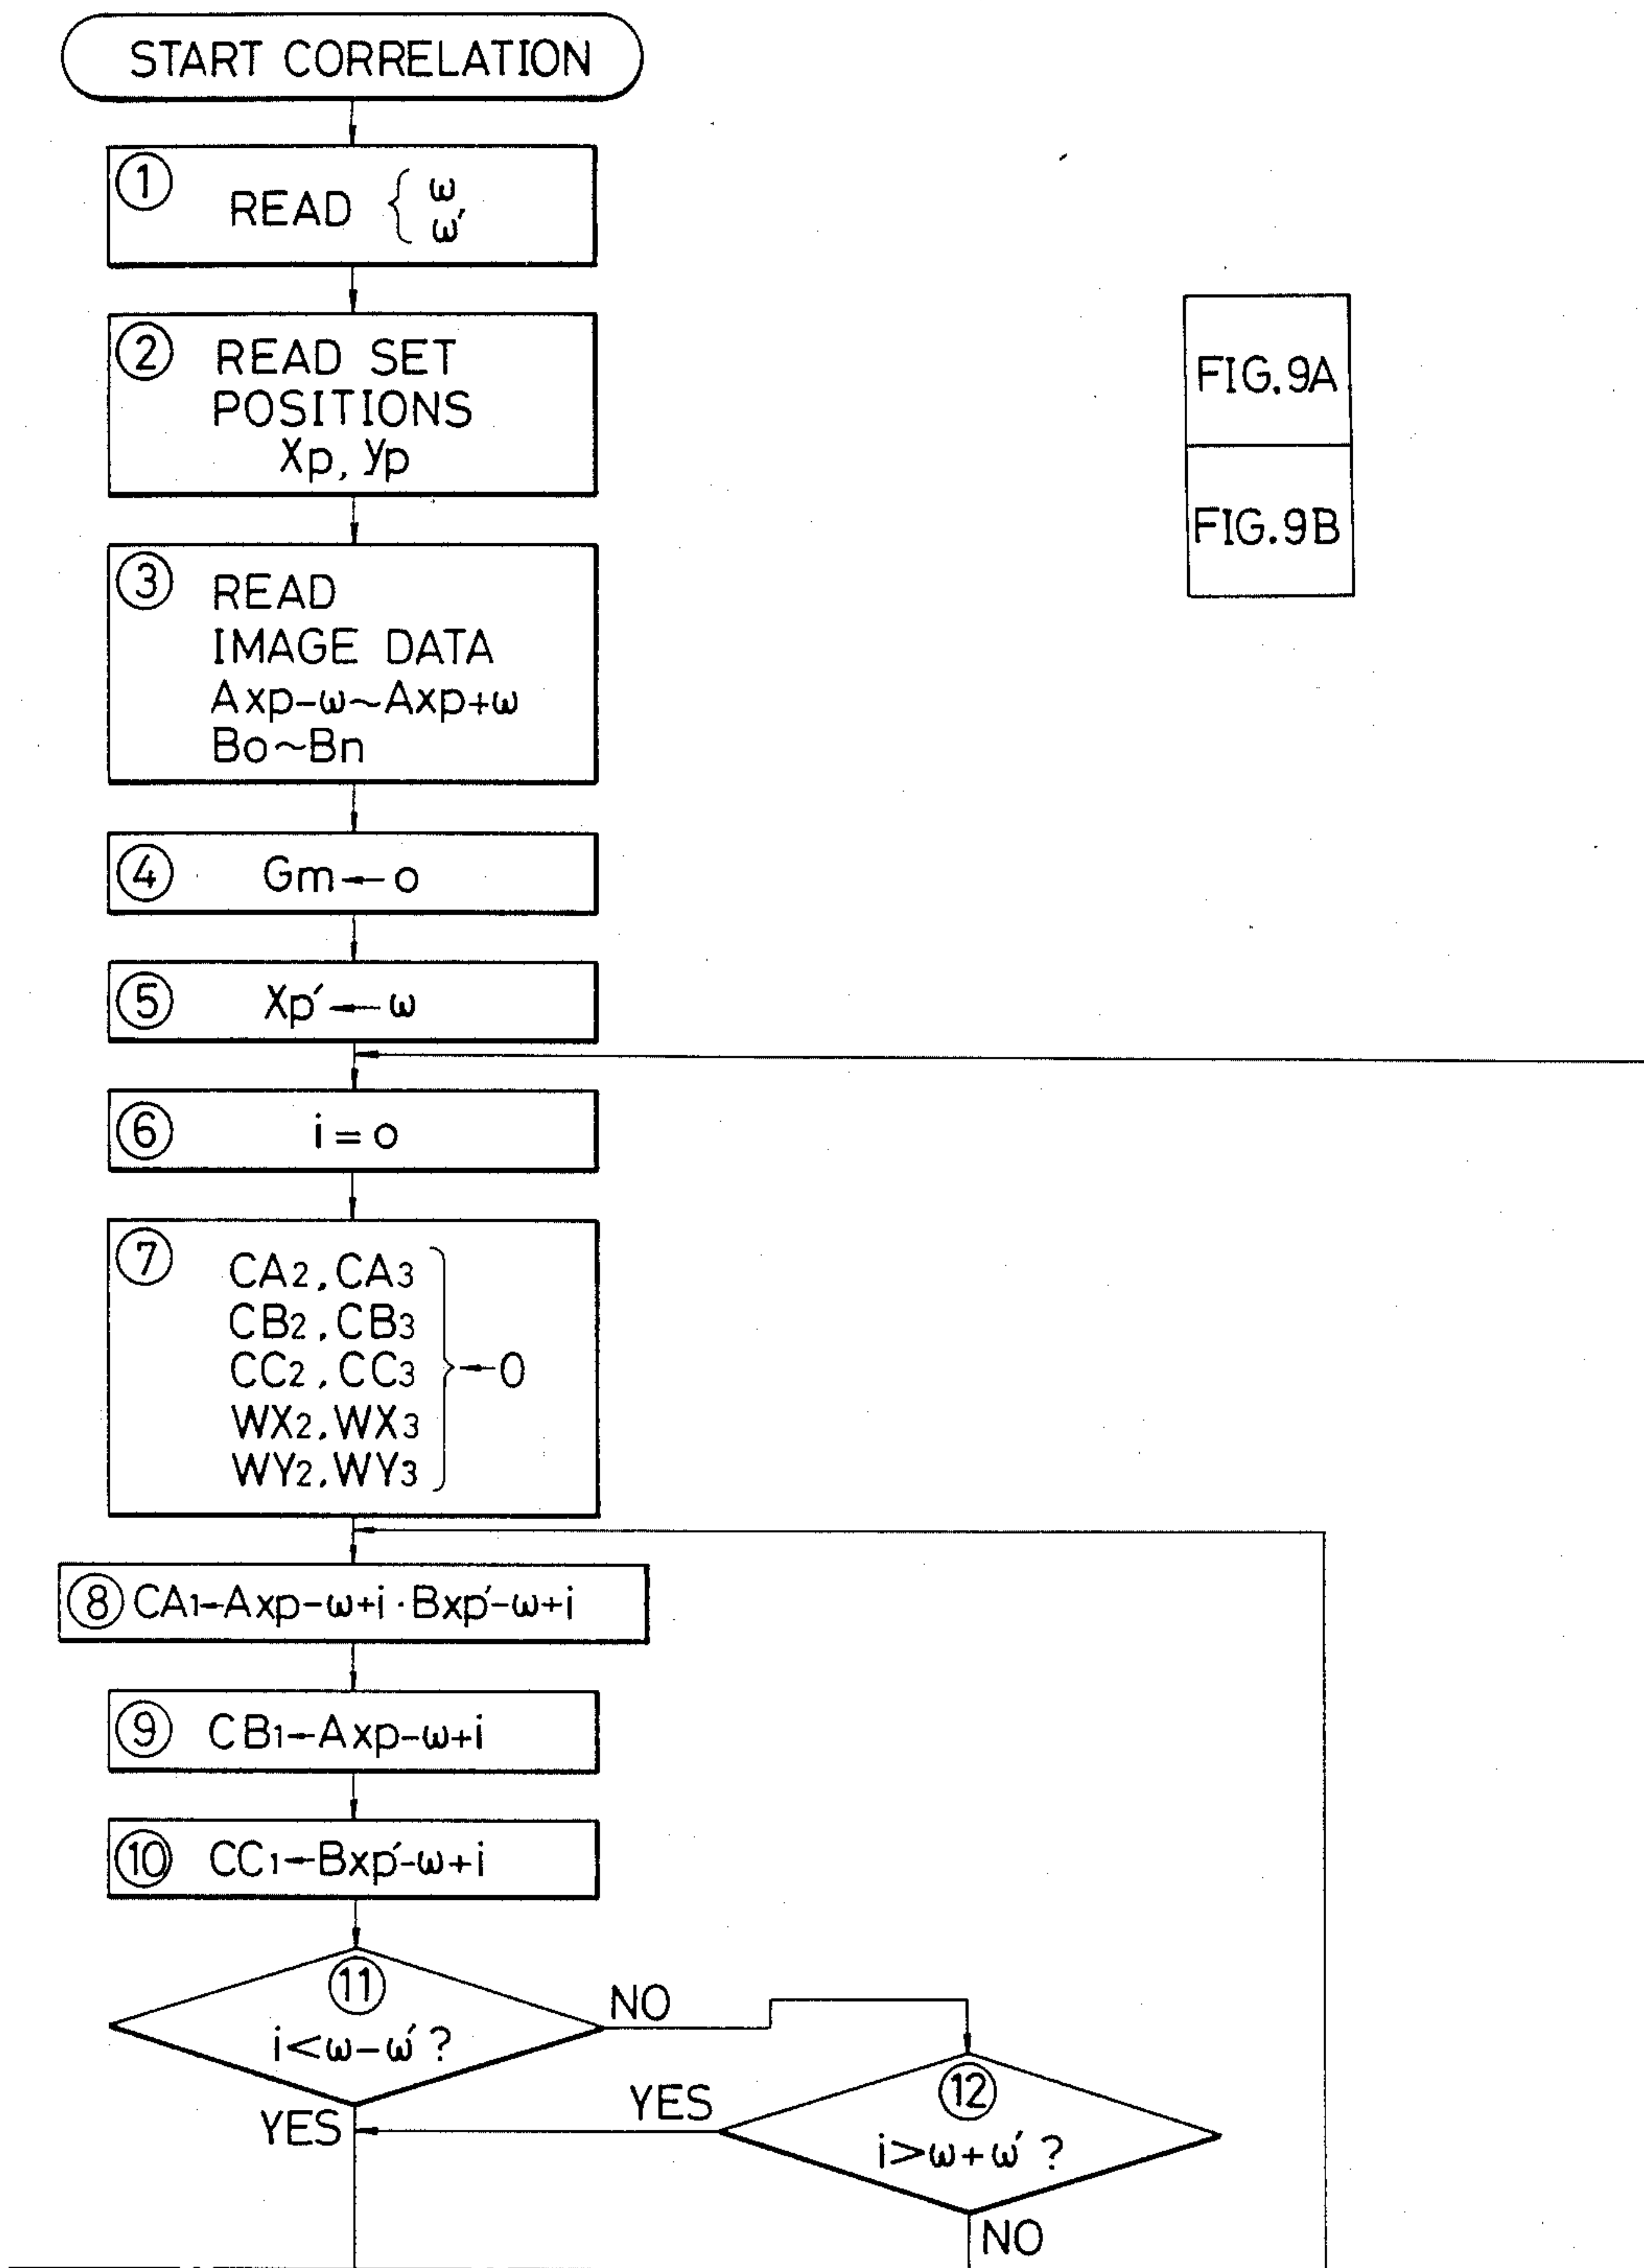 START CORRELATION
① READ { ω
ω'
② READ SET
POSITIONS
Xp, Yp
③ READ
IMAGE DATA
Axp-ω~Axp+ω
Bo~Bn
④ Gm←o
⑤ Xp'←ω
⑥ i=o
⑦ CA2, CA3
CB2, CB3
CC2, CC3 } ←0
WX2, WX3
WY2, WY3
⑧ CA1←Axp-ω+i·Bxp'-ω+i
⑨ CB1←Axp-ω+i
⑩ CC1←Bxp'-ω+i
⑪
i<ω-ω'?
NO
YES
⑫
i>ω+ω'?
YES
NO
FIG.9A
FIG.9B